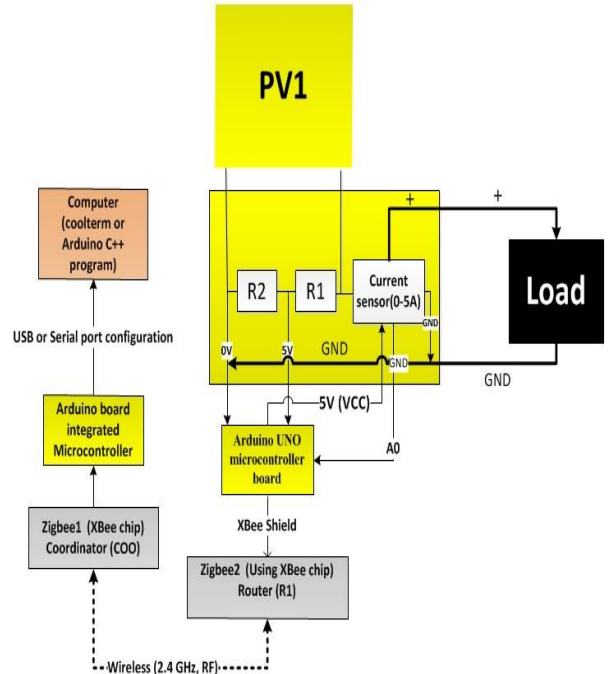 PV1
Computer
(coolterm or
Arduino C++
program)
+
+
R2
R1
Current
sensor(0-5A)
Load
GND
USB or Serial port configuration
0V
5V
GND
GND
GND
5V (VCC)
Arduino board
integrated
Microcontroller
Arduino UNO
microcontroller
board
A0
XBee Shield
Zigbee1 (XBee chip)
Coordinator (COO)
Zigbee2 (Using XBee chip)
Router (R1)
Wireless (2.4 GHz, RF)